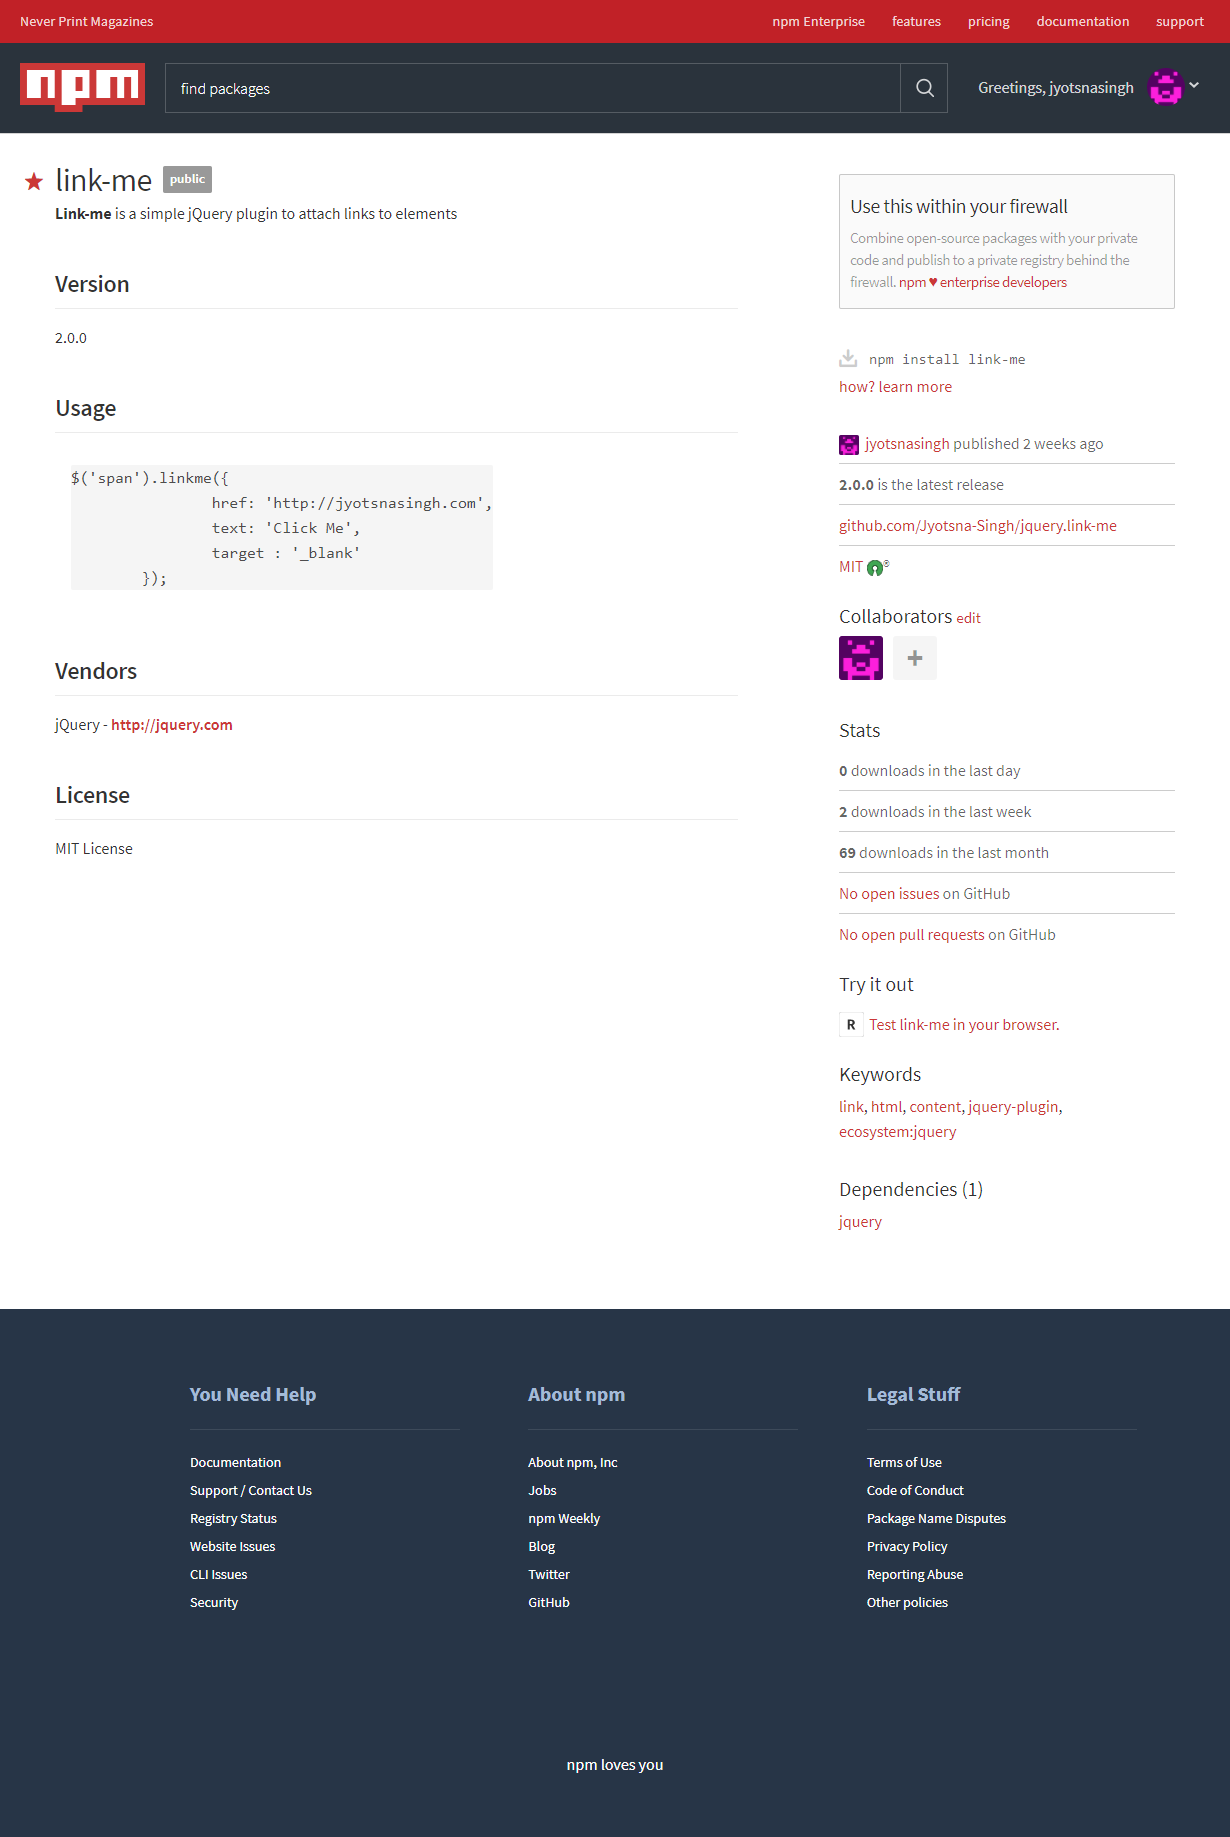 Never Print Magazines
npm Enterprise features pricing documentation support
npm
find packages
Greetings, jyotsnasingh
link-me public
Link-me is a simple jQuery plugin to attach links to elements
Version
2.0.0
Usage
$('span').linkme({
href: 'http://jyotsnasingh.com',
text: 'Click Me',
target : '_blank'
});
Vendors
jQuery - http://jquery.com
License
MIT License
Use this within your firewall
Combine open-source packages with your private
code and publish to a private registry behind the
firewall. npm ♥ enterprise developers
npm install link-me
how? learn more
jyotsnasingh published 2 weeks ago
2.0.0 is the latest release
github.com/Jyotsna-Singh/jquery.link-me
MIT ®
Collaborators edit
+
Stats
0 downloads in the last day
2 downloads in the last week
69 downloads in the last month
No open issues on GitHub
No open pull requests on GitHub
Try it out
R Test link-me in your browser.
Keywords
link, html, content, jquery-plugin,
ecosystem:jquery
Dependencies (1)
jquery
You Need Help
Documentation
Support / Contact Us
Registry Status
Website Issues
CLI Issues
Security
About npm
About npm, Inc
Jobs
npm Weekly
Blog
Twitter
GitHub
Legal Stuff
Terms of Use
Code of Conduct
Package Name Disputes
Privacy Policy
Reporting Abuse
Other policies
npm loves you